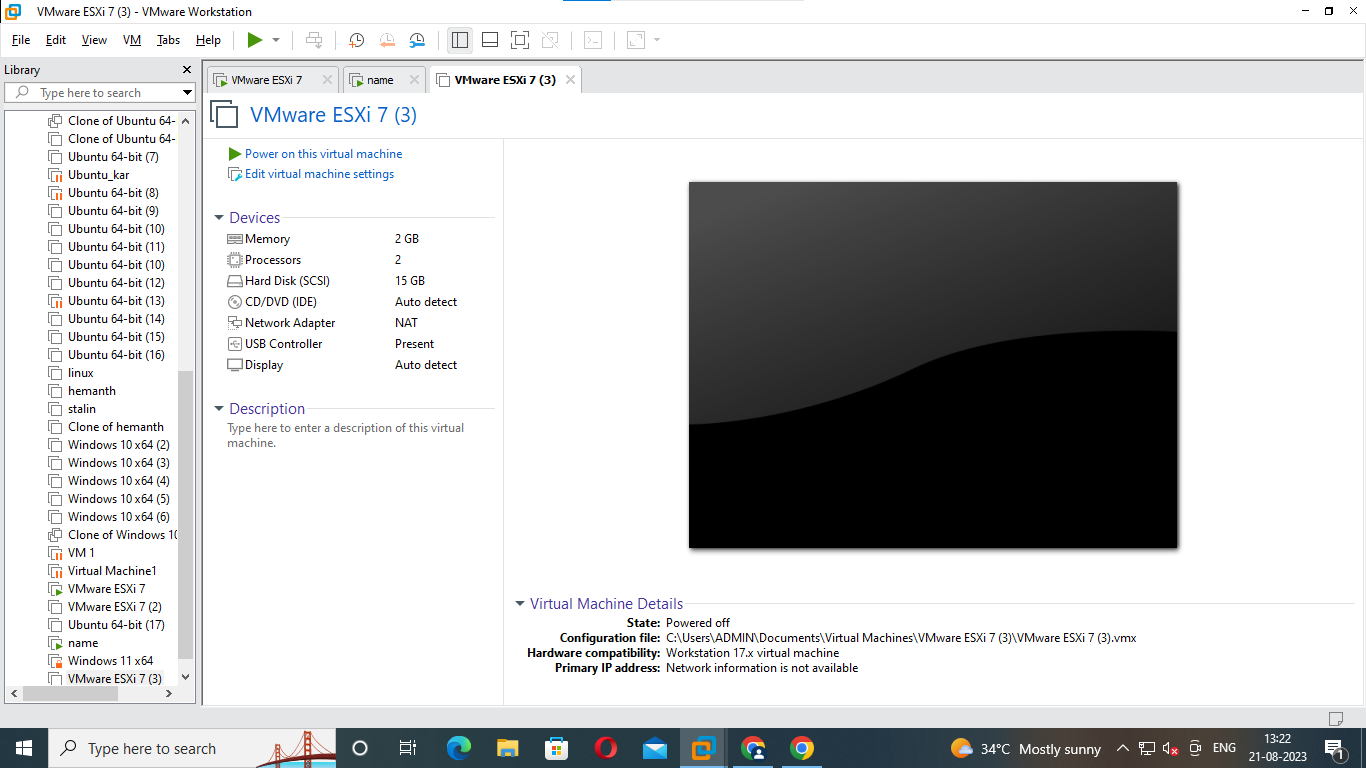 VMware ESXi 7 (3) - VMware Workstation
File Edit View VM Tabs Help
Library
Type here to search
Clone of Ubuntu 64-
Clone of Ubuntu 64-
Ubuntu 64-bit (7)
Ubuntu_kar
Ubuntu 64-bit (8)
Ubuntu 64-bit (9)
Ubuntu 64-bit (10)
Ubuntu 64-bit (11)
Ubuntu 64-bit (10)
Ubuntu 64-bit (12)
Ubuntu 64-bit (13)
Ubuntu 64-bit (14)
Ubuntu 64-bit (15)
Ubuntu 64-bit (16)
linux
hemanth
stalin
Clone of hemanth
Windows 10 x64 (2)
Windows 10 x64 (3)
Windows 10 x64 (4)
Windows 10 x64 (5)
Windows 10 x64 (6)
Clone of Windows 10
VM 1
Virtual Machine1
VMware ESXi 7
VMware ESXi 7 (2)
Ubuntu 64-bit (17)
name
Windows 11 x64
VMware ESXi 7 (3)
VMware ESXi 7 name VMware ESXi 7 (3)
VMware ESXi 7 (3)
Power on this virtual machine
Edit virtual machine settings
Devices
Memory 2 GB
Processors 2
Hard Disk (SCSI) 15 GB
CD/DVD (IDE) Auto detect
Network Adapter NAT
USB Controller Present
Display Auto detect
Description
Type here to enter a description of this virtual
machine.
Virtual Machine Details
State: Powered off
Configuration file: C:\Users\ADMIN\Documents\Virtual Machines\VMware ESXi 7 (3)\VMware ESXi 7 (3).vmx
Hardware compatibility: Workstation 17.x virtual machine
Primary IP address: Network information is not available
Type here to search
34°C Mostly sunny
ENG
13:22
21-08-2023
1